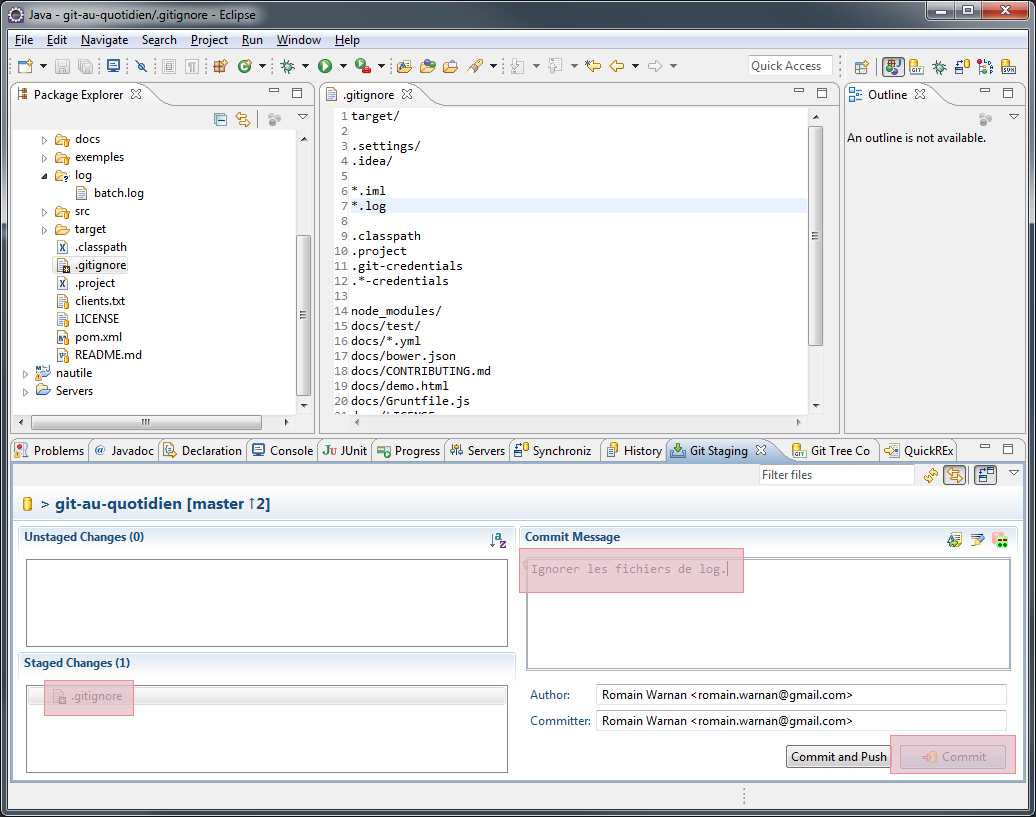 Java - git-au-quotidien/.gitignore - Eclipse
File Edit Navigate Search Project Run Window Help
Quick Access
Package Explorer
docs
exemples
log
batch.log
src
target
.classpath
.gitignore
.project
clients.txt
LICENSE
pom.xml
README.md
nautile
Servers
.gitignore
1 target/
2
3 .settings/
4 .idea/
5
6 *.iml
7 *.log
8
9 .classpath
10 .project
11 .git-credentials
12 .*-credentials
13
14 node_modules/
15 docs/test/
16 docs/*.yml
17 docs/bower.json
18 docs/CONTRIBUTING.md
19 docs/demo.html
20 docs/Gruntfile.js
Outline
An outline is not available.
Problems Javadoc Declaration Console JUnit Progress Servers Synchroniz History Git Staging Git Tree Co QuickREx
Filter files
> git-au-quotidien [master ↑2]
Unstaged Changes (0)
Staged Changes (1)
.gitignore
Commit Message
Ignorer les fichiers de log.
Author: Romain Warnan <romain.warnan@gmail.com>
Committer: Romain Warnan <romain.warnan@gmail.com>
Commit and Push Commit